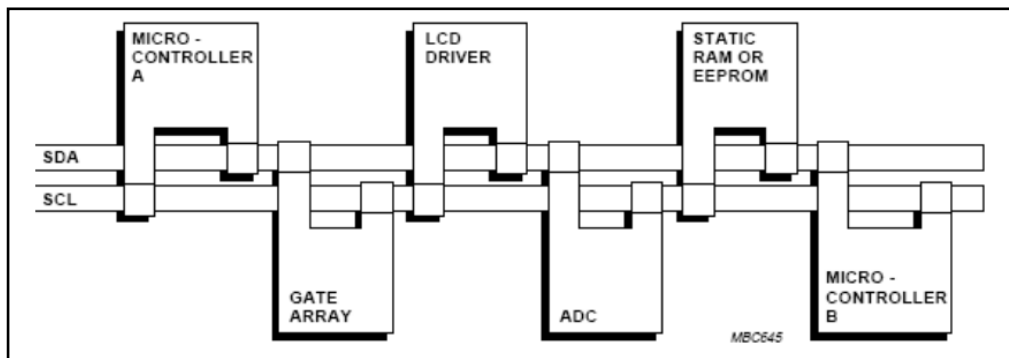 MICRO -
CONTROLLER
A
LCD
DRIVER
STATIC
RAM OR
EEPROM
SDA
SCL
GATE
ARRAY
ADC
MICRO -
CONTROLLER
B
MBC645